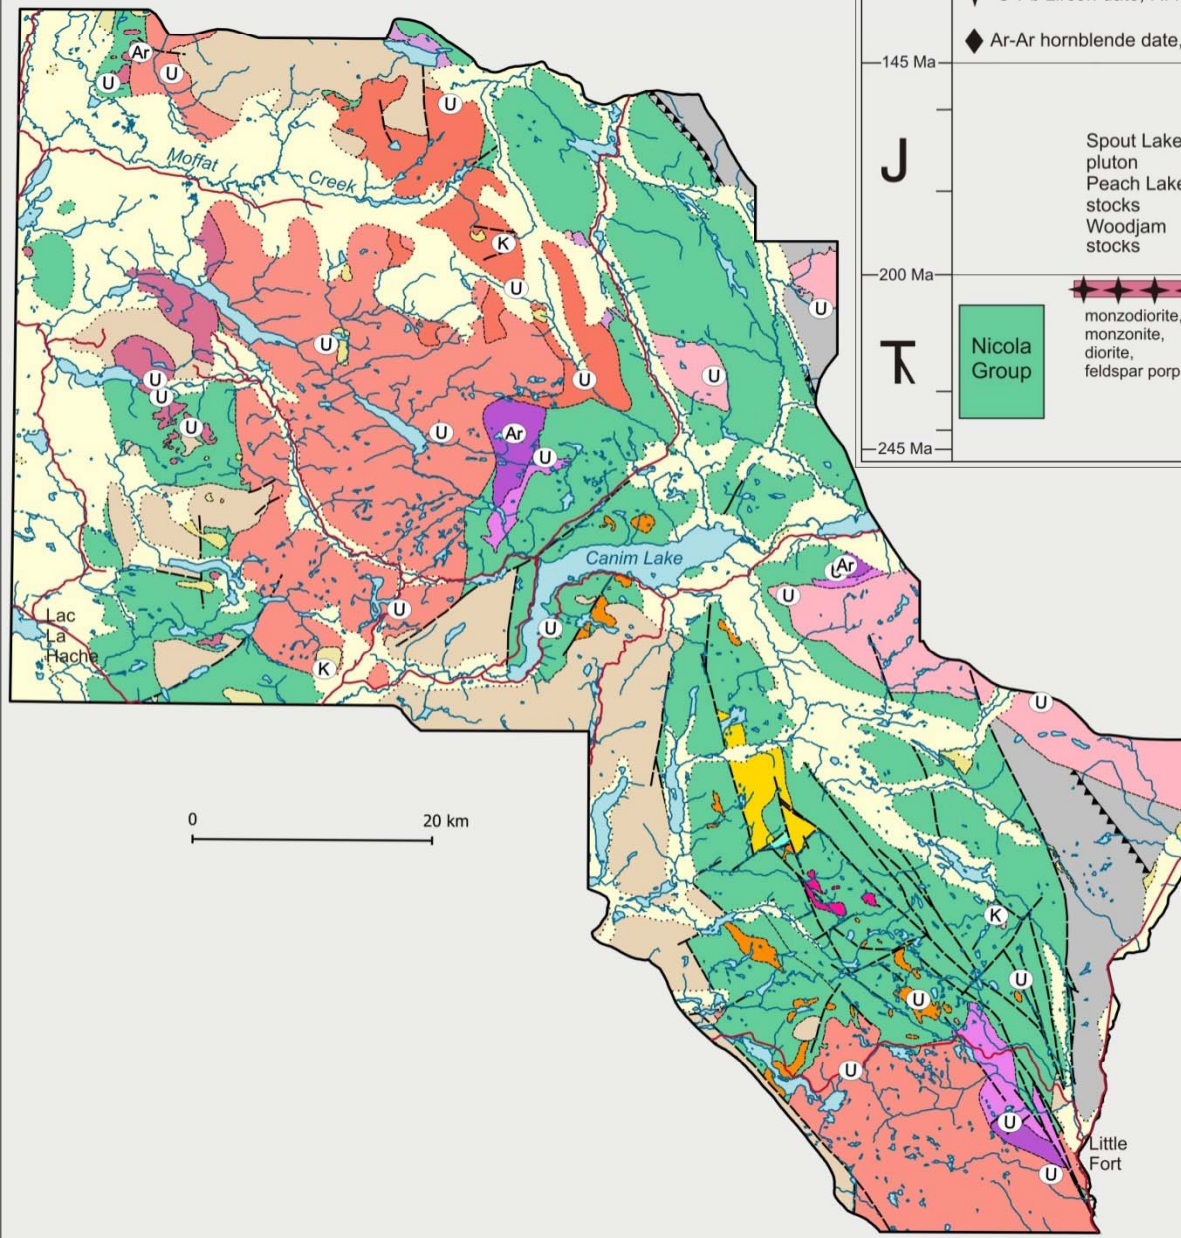 Ar-Ar hornblende date,
145 Ma
J
Spout Lake
pluton
Peach Lake
stocks
Woodjam
stocks
200 Ma
monzodiorite,
monzonite,
diorite,
feldspar porp
Nicola
Group
245 Ma
Ar
U
U
U
Moffat
Creek
K
U
U
U
U
U
U
U
U
U
Ar
U
Canim Lake
Ar
U
U
U
U
K
Lac
La
Hache
U
0
20 km
K
U
U
U
U
U
Little
Fort